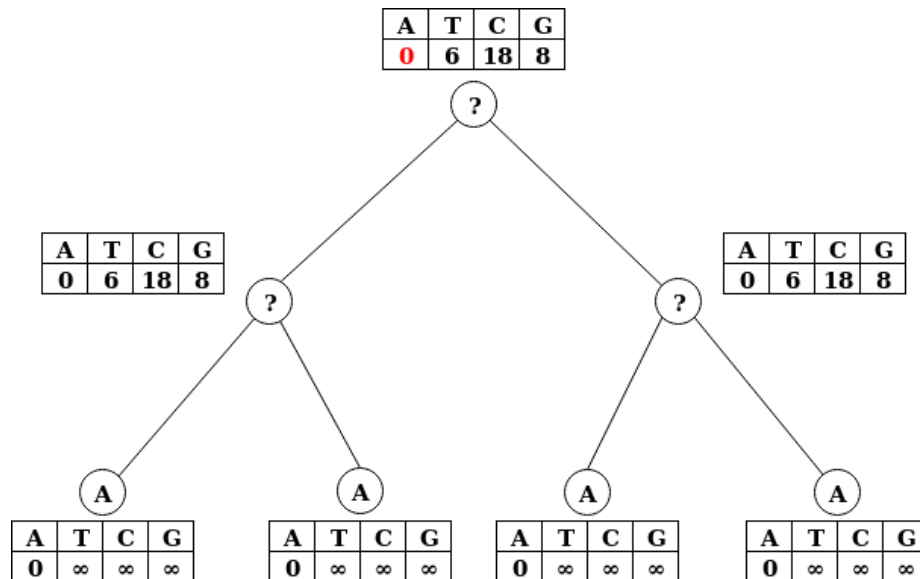 A T C G
0 6 18 8
?
A T C G
0 6 18 8
A T C G
0 6 18 8
?
?
A
A
A
A
A T C G
0 ∞ ∞ ∞
A T C G
0 ∞ ∞ ∞
A T C G
0 ∞ ∞ ∞
A T C G
0 ∞ ∞ ∞